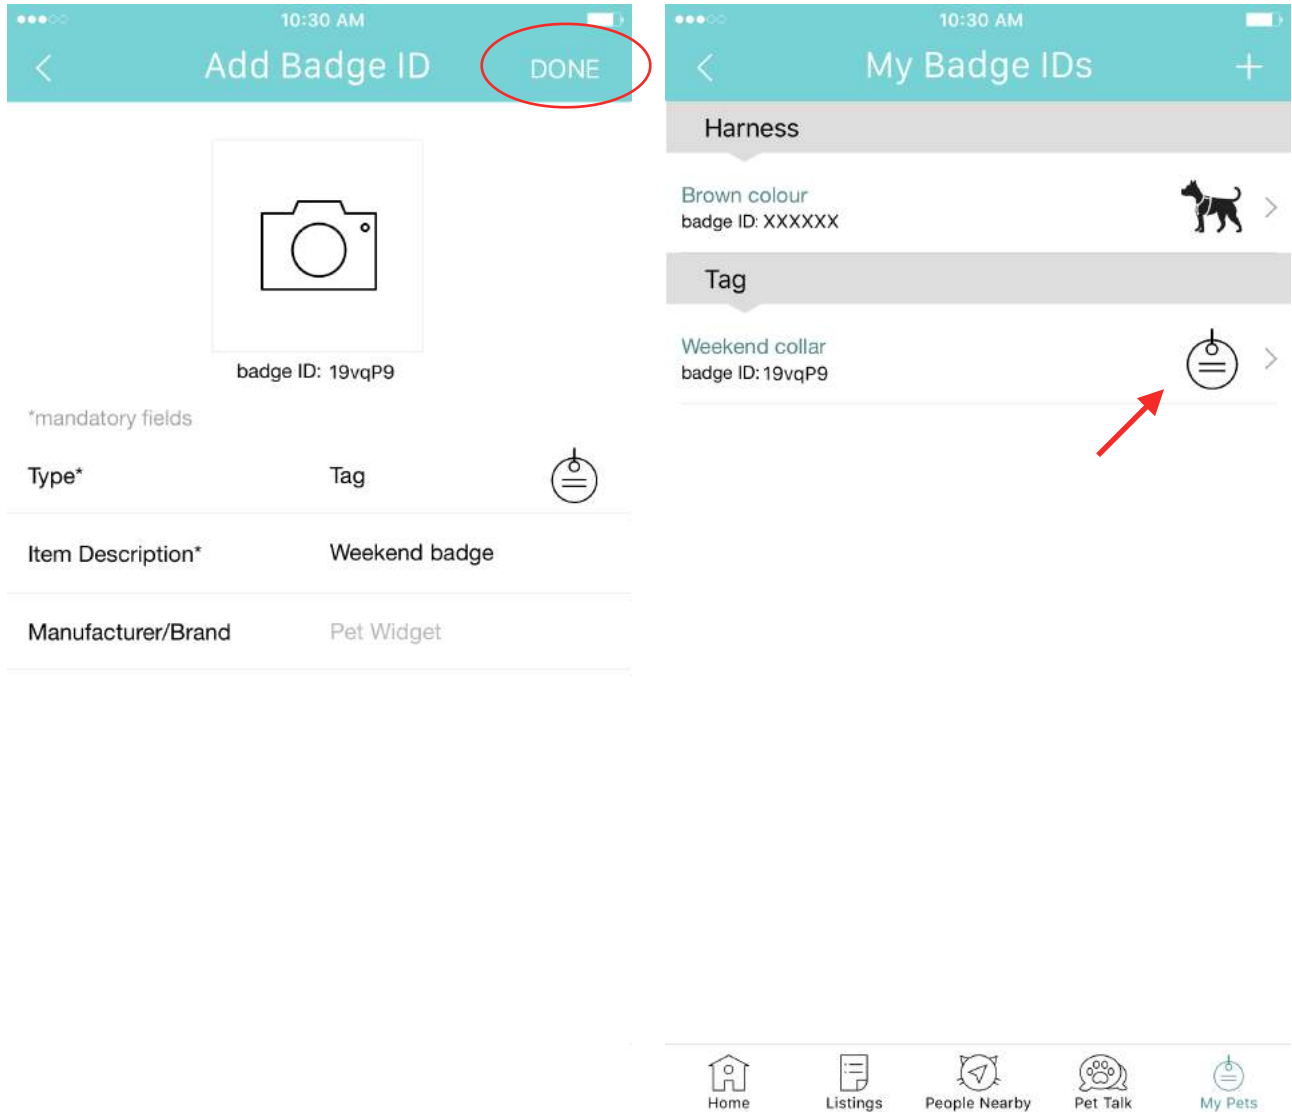 10:30 AM
Add Badge ID
DONE
badge ID: 19vqP9
*mandatory fields
Type*
Tag
Item Description*
Weekend badge
Manufacturer/Brand
Pet Widget
10:30 AM
My Badge IDs
Harness
Brown colour
badge ID: XXXXXX
Tag
Weekend collar
badge ID: 19vqP9
Home
Listings
People Nearby
Pet Talk
My Pets